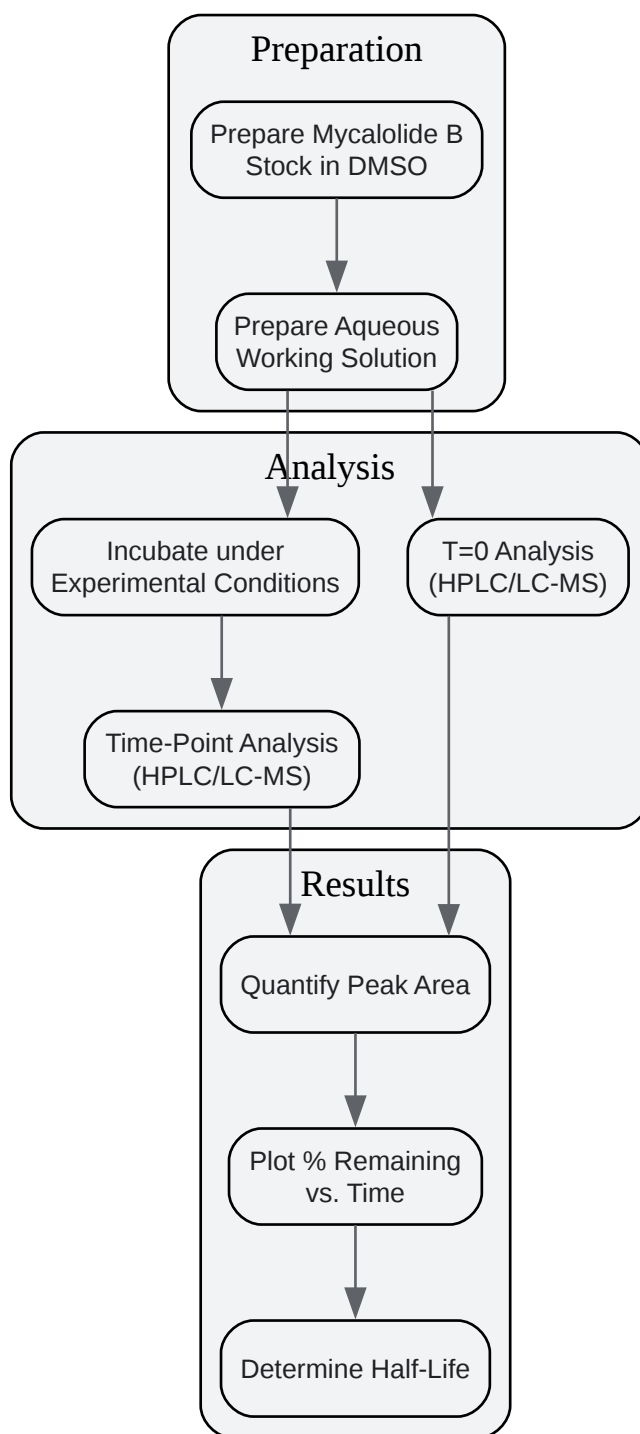 Preparation
Prepare Mycalolide B
Stock in DMSO
Prepare Aqueous
Working Solution
Analysis
Incubate under
Experimental Conditions
T=0 Analysis
(HPLC/LC-MS)
Time-Point Analysis
(HPLC/LC-MS)
Results
Quantify Peak Area
Plot % Remaining
vs. Time
Determine Half-Life